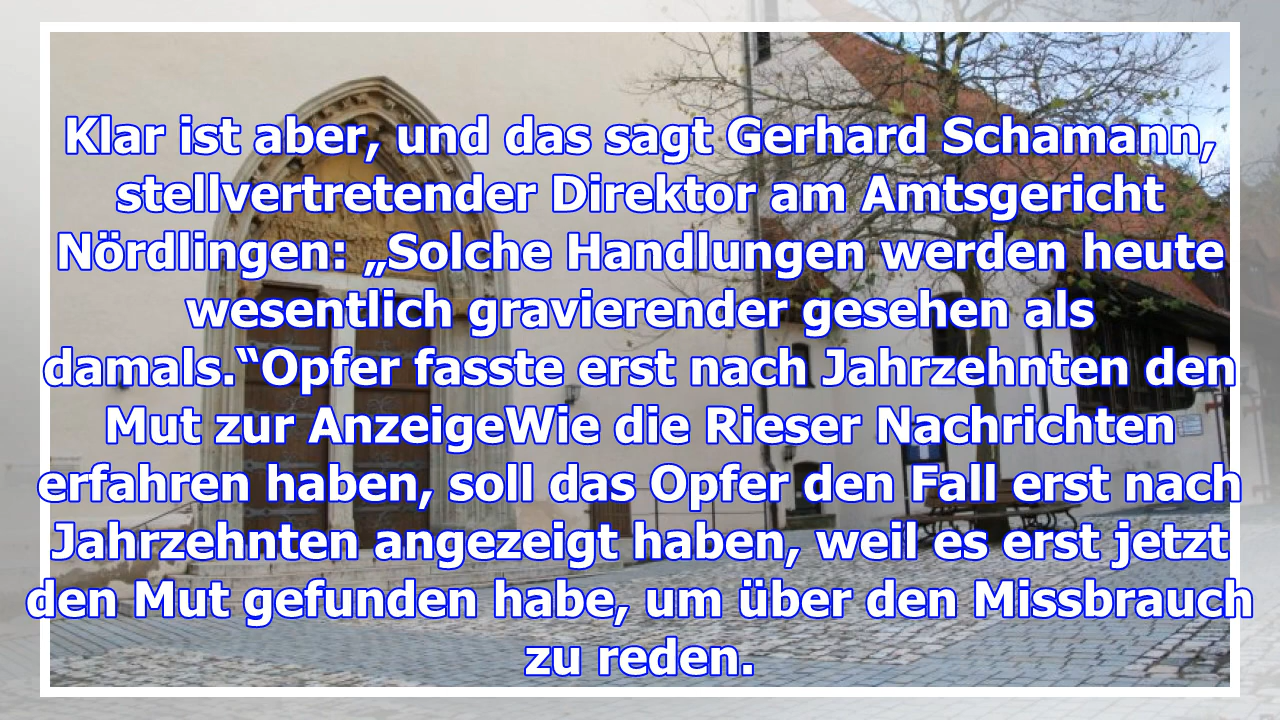 Klar ist aber, und das sagt Gerhard Schamann,
stellvertretender Direktor am Amtsgericht
Nördlingen: „Solche Handlungen werden heute
wesentlich gravierender gesehen als
damals.“Opfer fasste erst nach Jahrzehnten den
Mut zur AnzeigeWie die Rieser Nachrichten
erfahren haben, soll das Opfer den Fall erst nach
Jahrzehnten angezeigt haben, weil es erst jetzt
den Mut gefunden habe, um über den Missbrauch
zu reden.